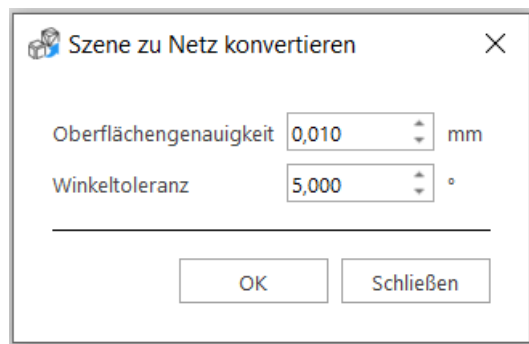 Szene zu Netz konvertieren
Oberflächengenauigkeit 0,010 mm
Winkeltoleranz 5,000 °
OK Schließen